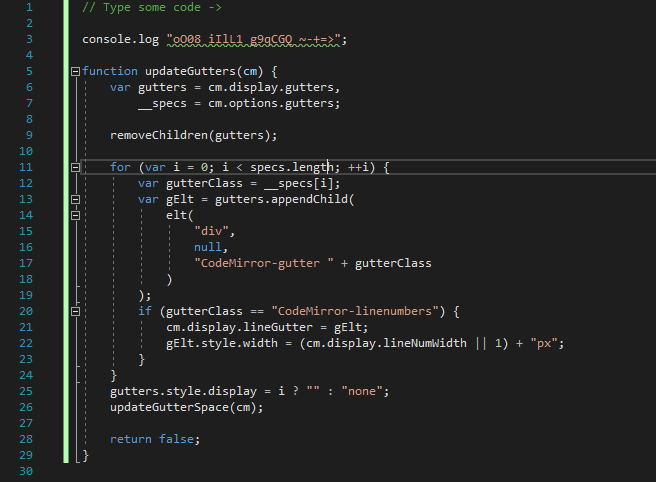 1 // Type some code ->
2
3 console.log "oO08 iIlL1 g9qCGQ ~-+=>";
4
5 function updateGutters(cm) {
6     var gutters = cm.display.gutters,
7         __specs = cm.options.gutters;
8
9     removeChildren(gutters);
10
11     for (var i = 0; i < specs.length; ++i) {
12         var gutterClass = __specs[i];
13         var gElt = gutters.appendChild(
14             elt(
15                 "div",
16                 null,
17                 "CodeMirror-gutter " + gutterClass
18             )
19         );
20         if (gutterClass == "CodeMirror-linenumbers") {
21             cm.display.lineGutter = gElt;
22             gElt.style.width = (cm.display.lineNumWidth || 1) + "px";
23         }
24     }
25     gutters.style.display = i ? "" : "none";
26     updateGutterSpace(cm);
27
28     return false;
29 }
30